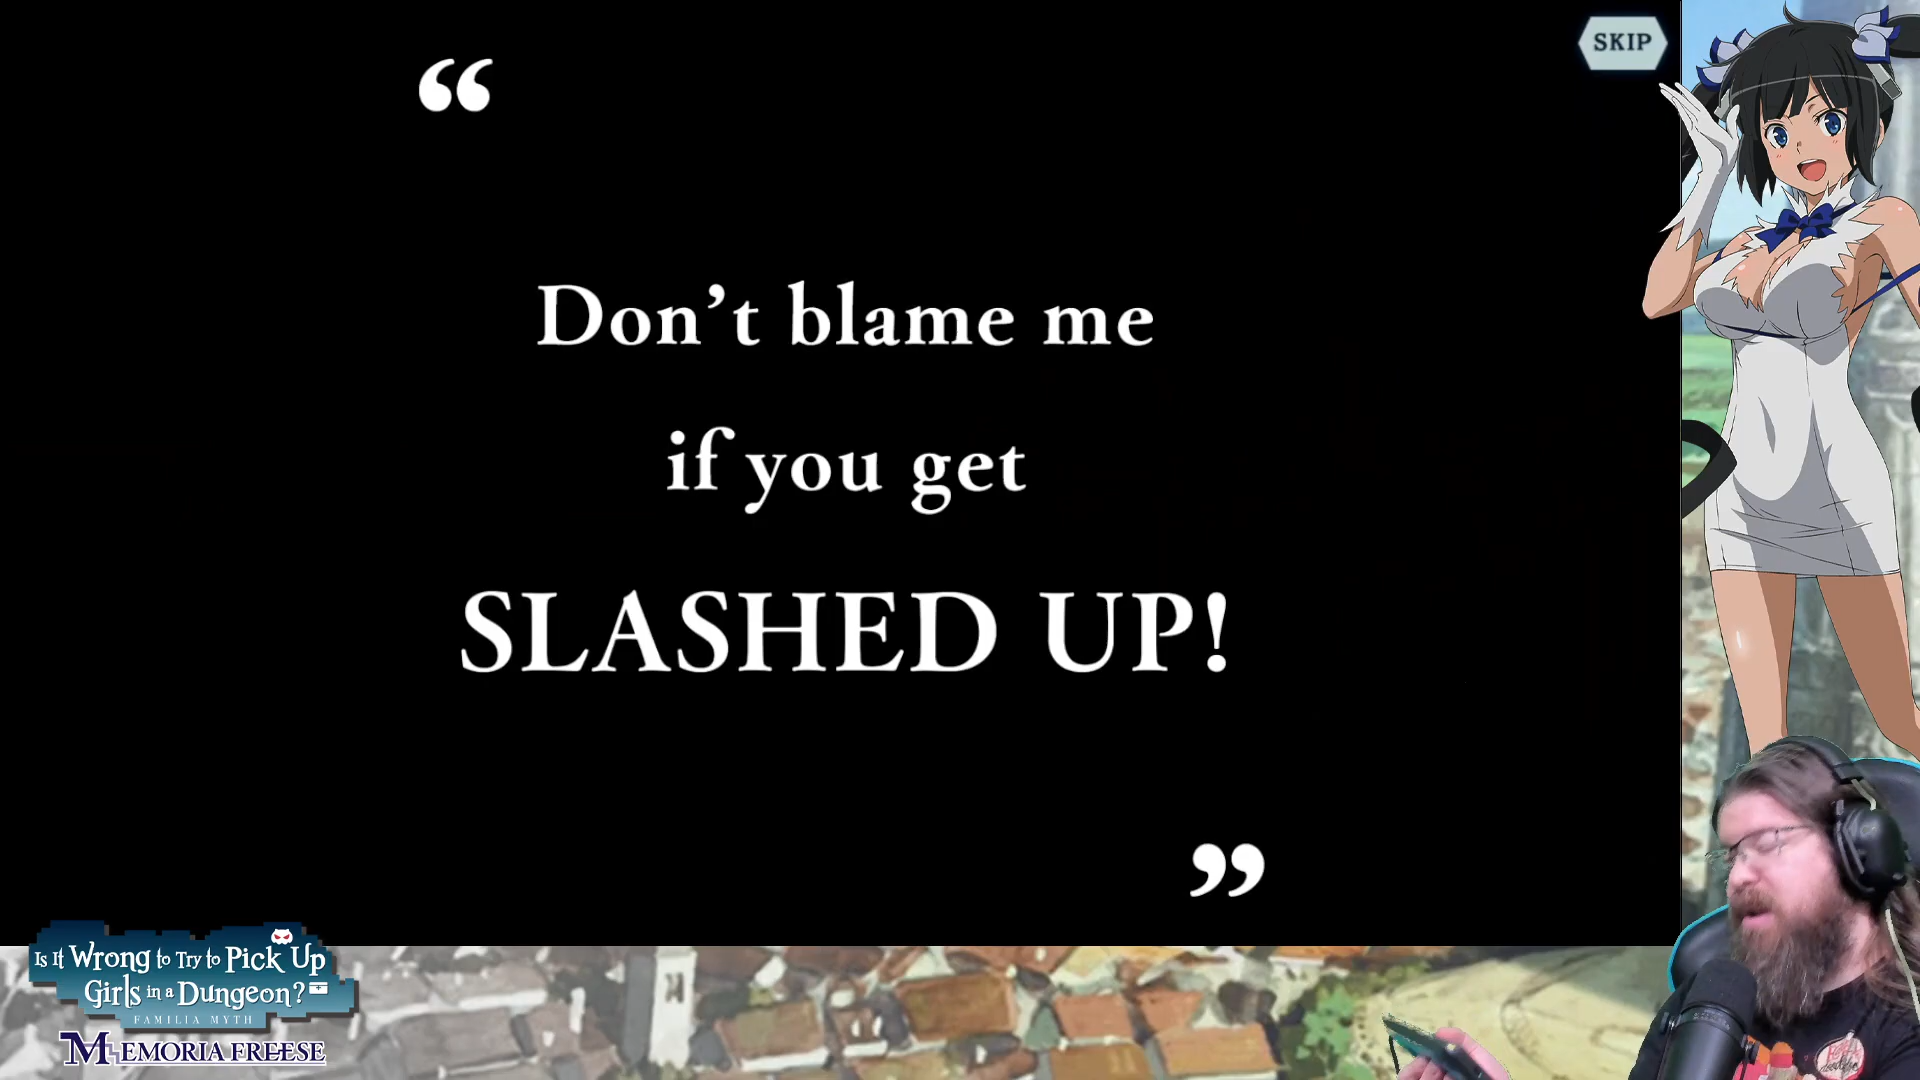 SKIP
“
Don’t blame me
if you get
SLASHED UP!
”
Is it Wrong to Try to Pick Up
Girls in a Dungeon?
FAMILIA MYTH
MEMORIA FREESE